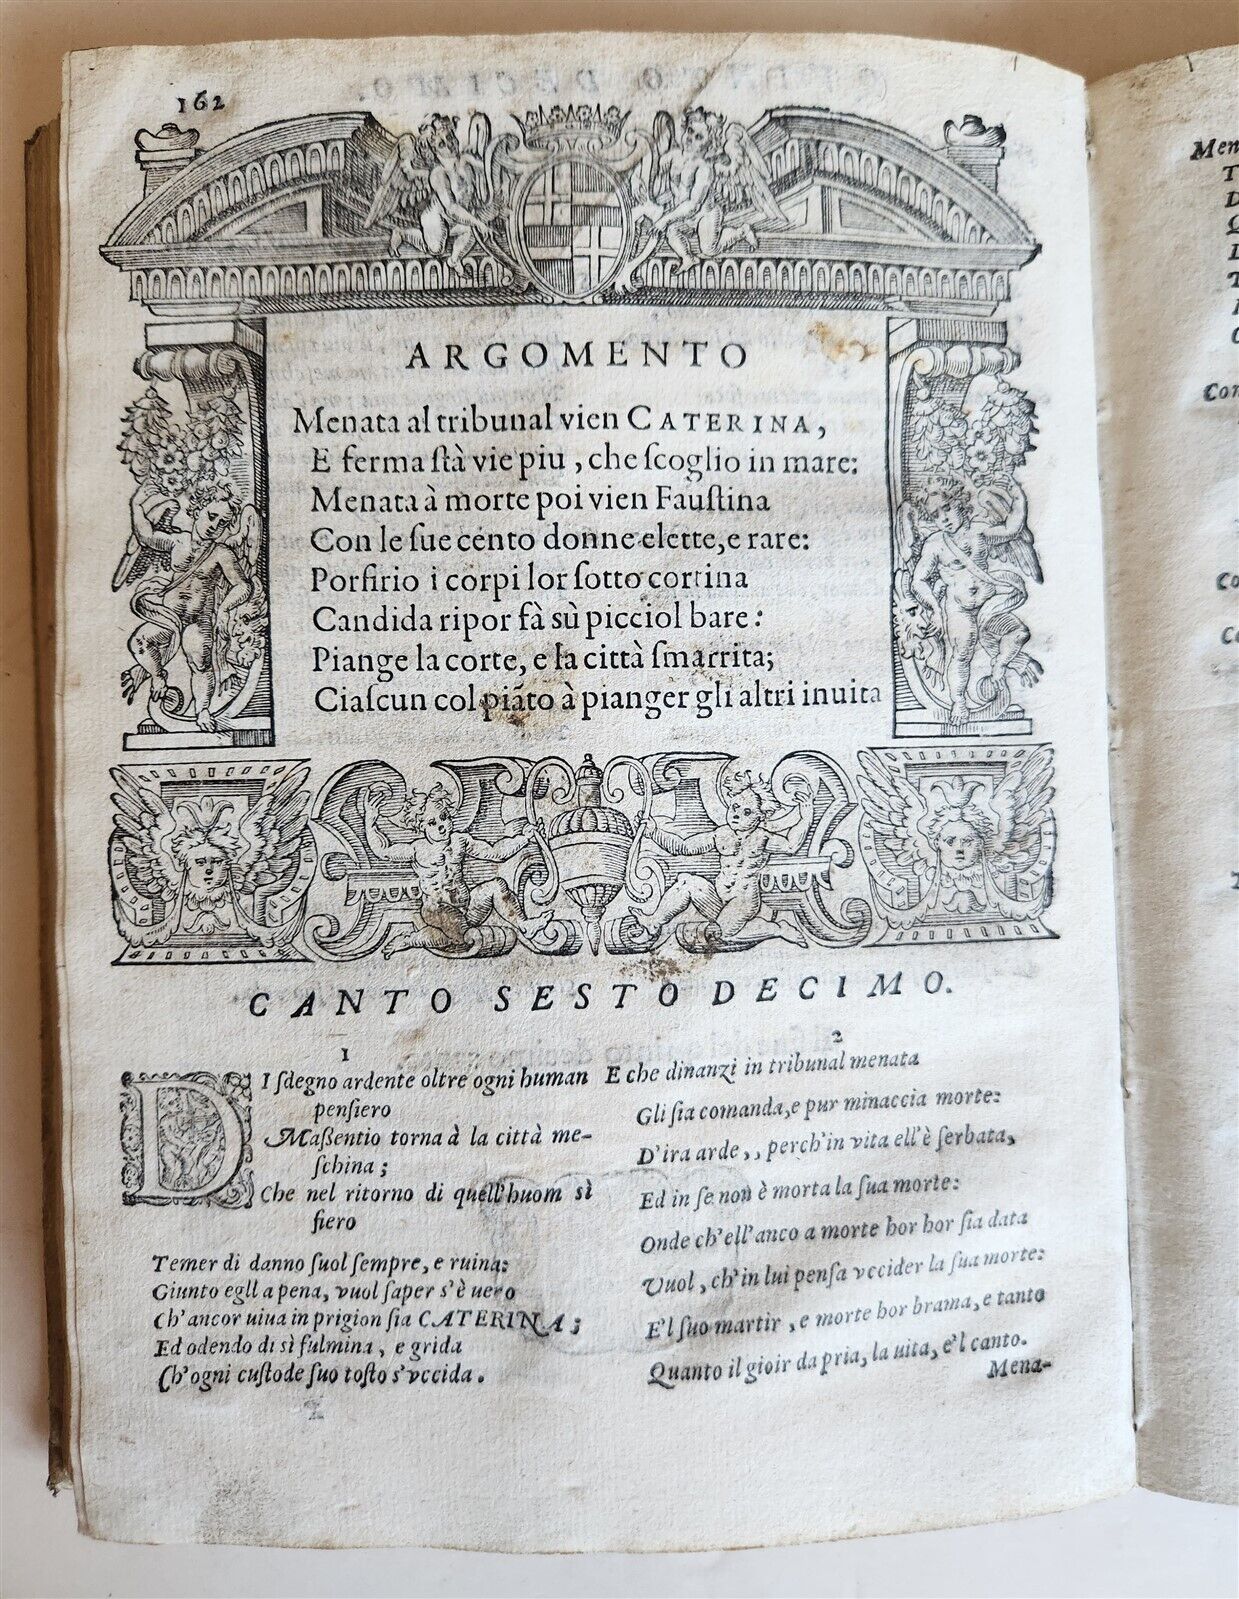 162
ARGOMENTO
Menata al tribunal vien CATERINA,
E ferma ſtà vie piu, che ſcoglio in mare:
Menata à morte poi vien Fauſtina
Con le ſue cento donne elette, e rare:
Porfirio i corpi lor ſotto cortina
Candida ripor fà sù picciol bare:
Piange la corte, e la città ſmarrita;
Ciaſcun col piãto à pianger gli altri inuita
CANTO SESTODECIMO.
1
DI ſdegno ardente oltre ogni human
penſiero
Maßentio torna à la città me-
ſchina;
Che nel ritorno di quell'huom sì
fiero
Temer di danno ſuol ſempre, e ruina:
Giunto eglI a pena, vuol ſaper s'è uero
Ch'ancor uiua in prigion ſia CATERINA;
Ed odendo di sì fulmina, e grida
Ch'ogni cuſtode ſuo toſto s'vccida.
2
E che dinanzi in tribunal menata
Gli ſia comanda, e pur minaccia morte:
D'ira arde,, perch'in vita ell'è ſerbata,
Ed in ſe non è morta la ſua morte:
Onde ch'ell'anco a morte hor hor ſia data
Vuol, ch'in lui penſa vccider la ſua morte:
E'l ſuo martir, e morte hor brama, e tanto
Quanto il gioir da pria, la uita, e'l canto.
Mena-
Men
Con
Co